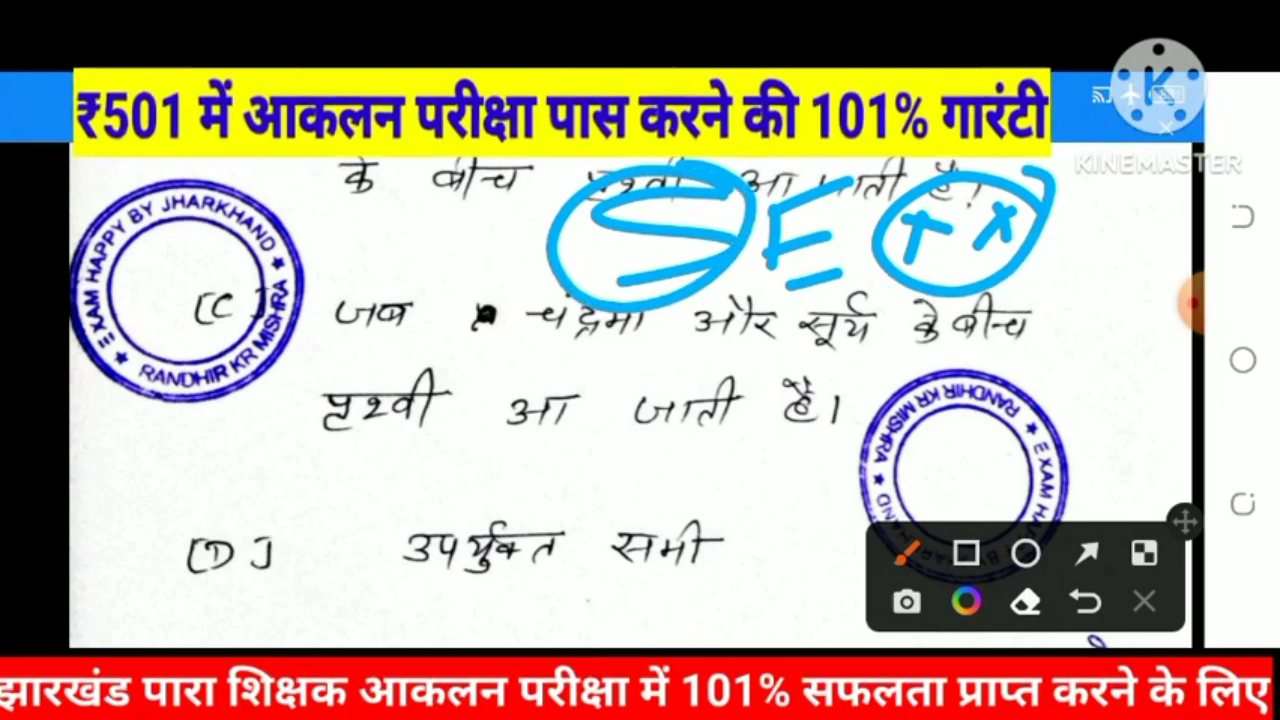 ₹501 में आकलन परीक्षा पास करने की 101% गारंटी
KINEMASTER
के बीच पृथ्वी आ जाती है।
SE
EXAM HAPPY BY JHARKHAND ★ RANDHIR KR MISHRA ★
[C] जब चंद्रमा और सूर्य के बीच
पृथ्वी आ जाती है।
RANDHIR KR MISHRA ★
[D] उपर्युक्त सभी
झारखंड पारा शिक्षक आकलन परीक्षा में 101% सफलता प्राप्त करने के लिए